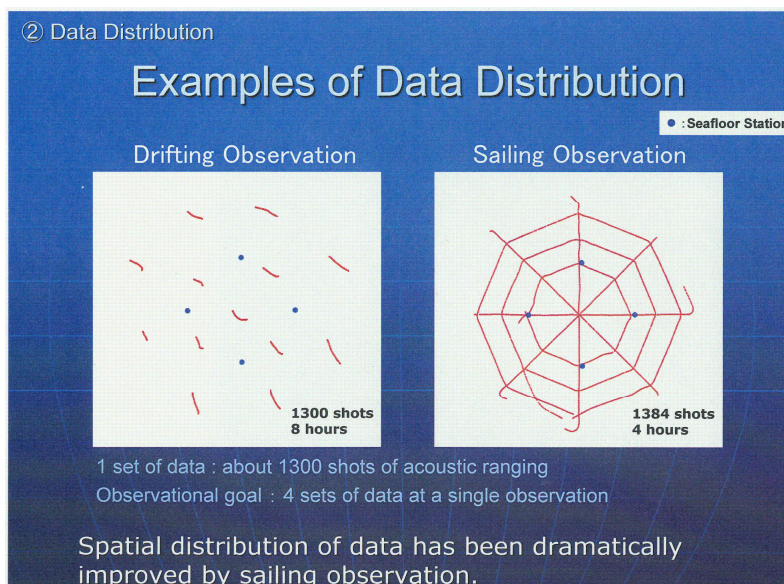 ② Data Distribution
Examples of Data Distribution
● :Seafloor Station
Drifting Observation
Sailing Observation
1300 shots
8 hours
1384 shots
4 hours
1 set of data : about 1300 shots of acoustic ranging
Observational goal : 4 sets of data at a single observation
Spatial distribution of data has been dramatically
improved by sailing observation.